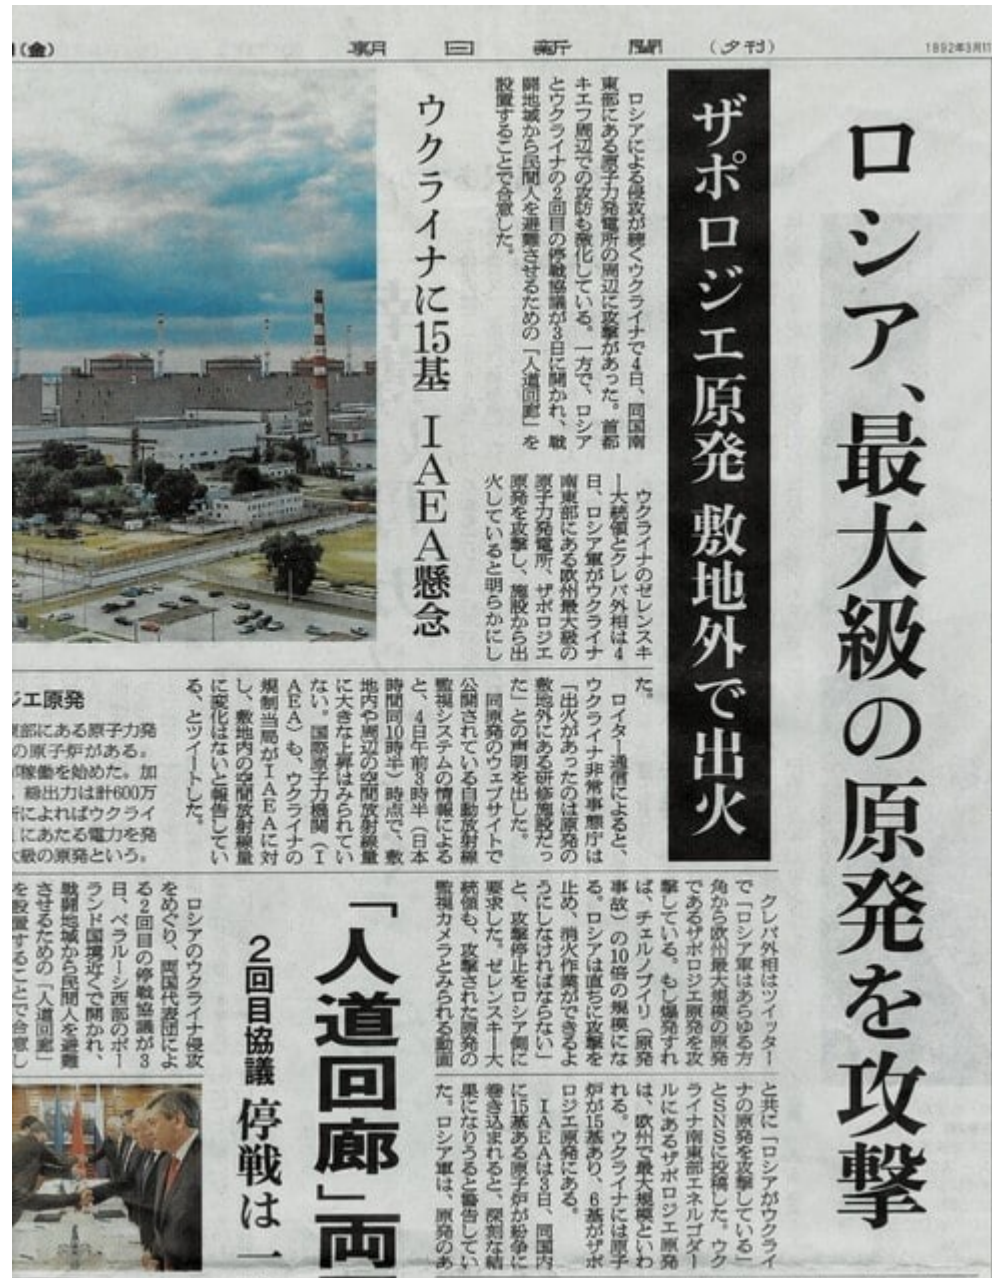 (金)
朝日新聞
(夕刊)
1892年3月11
ロシア、最大級の原発を攻撃
ザポロジエ原発 敷地外で出火
ロシアによる侵攻が続くウクライナで4日、同国南
東部にある原子力発電所の周辺に攻撃があった。首都
キエフ周辺での攻防も激化している。一方で、ロシア
とウクライナの2回目の停戦協議が3日に開かれ、戦
闘地域から民間人を避難させるための「人道回廊」を
設置することで合意した。
ウクライナに15基 IAEA懸念
ウクライナのゼレンスキ
ー大統領とクレバ外相は4
日、ロシア軍がウクライナ
南東部にある欧州最大級の
原子力発電所、ザポロジエ
原発を攻撃し、施設から出
火していると明らかにし
た。
ロイター通信によると、
ウクライナ非常事態庁は
「出火があったのは原発の
敷地外にある研修施設だっ
た」との声明を出した。
同原発のウェブサイトで
公開されている自動放射線
監視システムの情報による
と、4日午前3時半(日本
時間同10時半)時点で、敷
地内や周辺の空間放射線量
に大きな上昇はみられてい
ない。国際原子力機関(I
AEA)も、ウクライナの
規制当局がIAEAに対
し、敷地内の空間放射線量
に変化はないと報告してい
る、とツイートした。
ジエ原発
東部にある原子力発
の原子炉がある。
が稼働を始めた。加
、総出力は計600万
所によればウクライ
にあたる電力を発
大級の原発という。
クレバ外相はツイッター
で「ロシア軍はあらゆる方
角から欧州最大規模の原発
であるザポロジエ原発を攻
撃している。もし爆発すれ
ば、チェルノブイリ(原発
事故)の10倍の規模にな
る。ロシアは直ちに攻撃を
止め、消火作業ができるよ
うにしなければならない」
と、攻撃停止をロシア側に
要求した。ゼレンスキー大
統領も、攻撃された原発の
監視カメラとみられる動画
と共に「ロシアがウクライ
ナの原発を攻撃している」
とSNSに投稿した。ウク
ライナ南東部エネルゴダー
ルにあるザポロジエ原発
は、欧州で最大規模といわ
れる。ウクライナには原子
炉が15基あり、6基がザポ
ロジエ原発にある。
IAEAは3日、同国内
に15基ある原子炉が紛争に
巻き込まれると、深刻な結
果になりうると警告してい
た。ロシア軍は、原発のあ
「人道回廊」両
2回目協議 停戦は一
ロシアのウクライナ侵攻
をめぐり、両国代表団によ
る2回目の停戦協議が3
日、ベラルーシ西部のポー
ランド国境近くで開かれ、
戦闘地域から民間人を避難
させるための「人道回廊」
を設置することで合意し